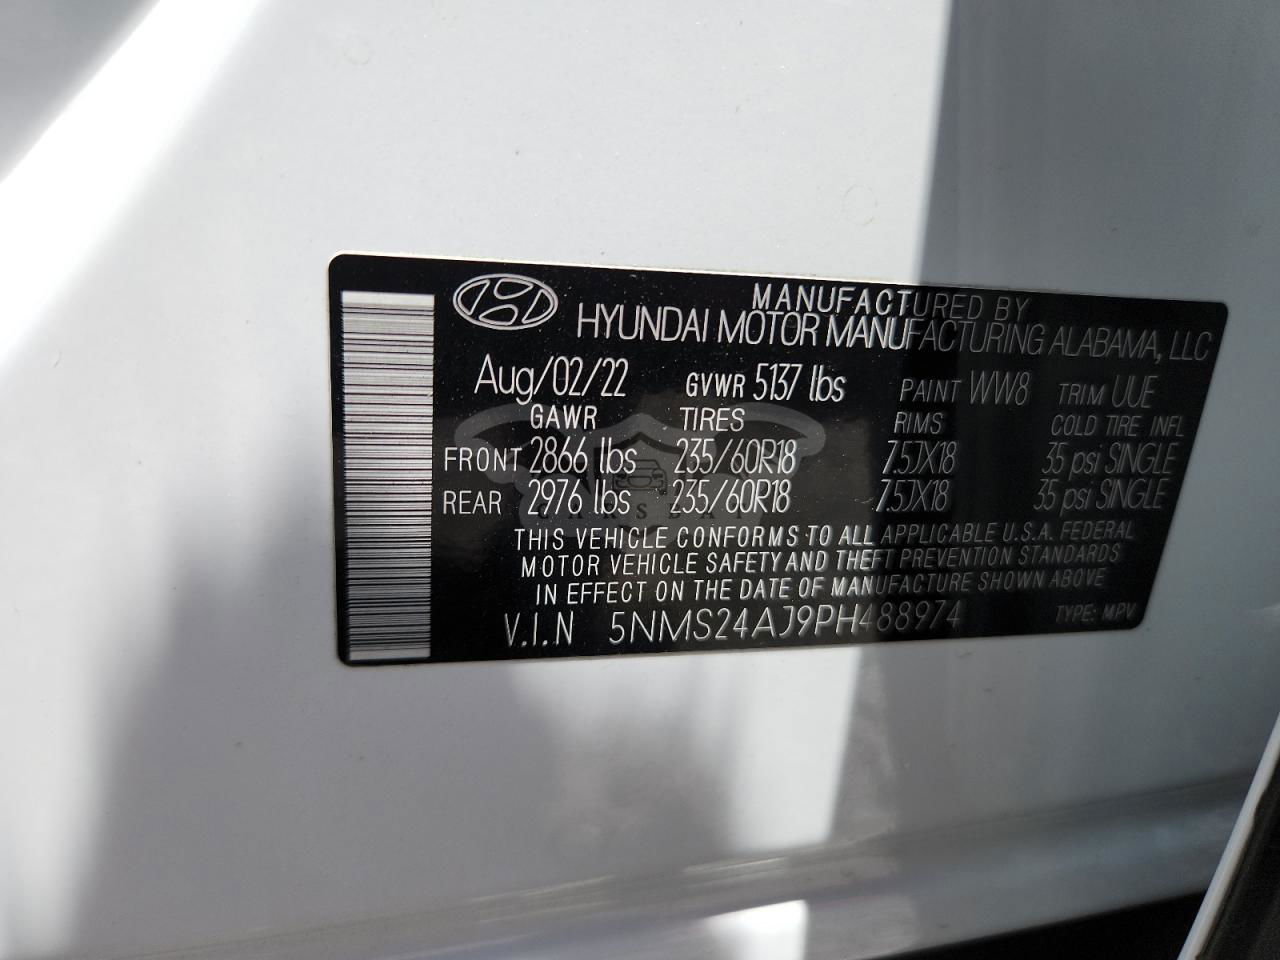 MANUFACTURED BY
HYUNDAI MOTOR MANUFACTURING ALABAMA, LLC
Aug/02/22 GVWR 5137 lbs PAINT WW8 TRIM UUE
GAWR TIRES RIMS COLD TIRE INFL
FRONT 2866 lbs 235/60R18 7.5JX18 35 psi SINGLE
REAR 2976 lbs 235/60R18 7.5JX18 35 psi SINGLE
THIS VEHICLE CONFORMS TO ALL APPLICABLE U.S.A. FEDERAL
MOTOR VEHICLE SAFETY AND THEFT PREVENTION STANDARDS
IN EFFECT ON THE DATE OF MANUFACTURE SHOWN ABOVE
V.I.N 5NMS24AJ9PH488974 TYPE: MPV